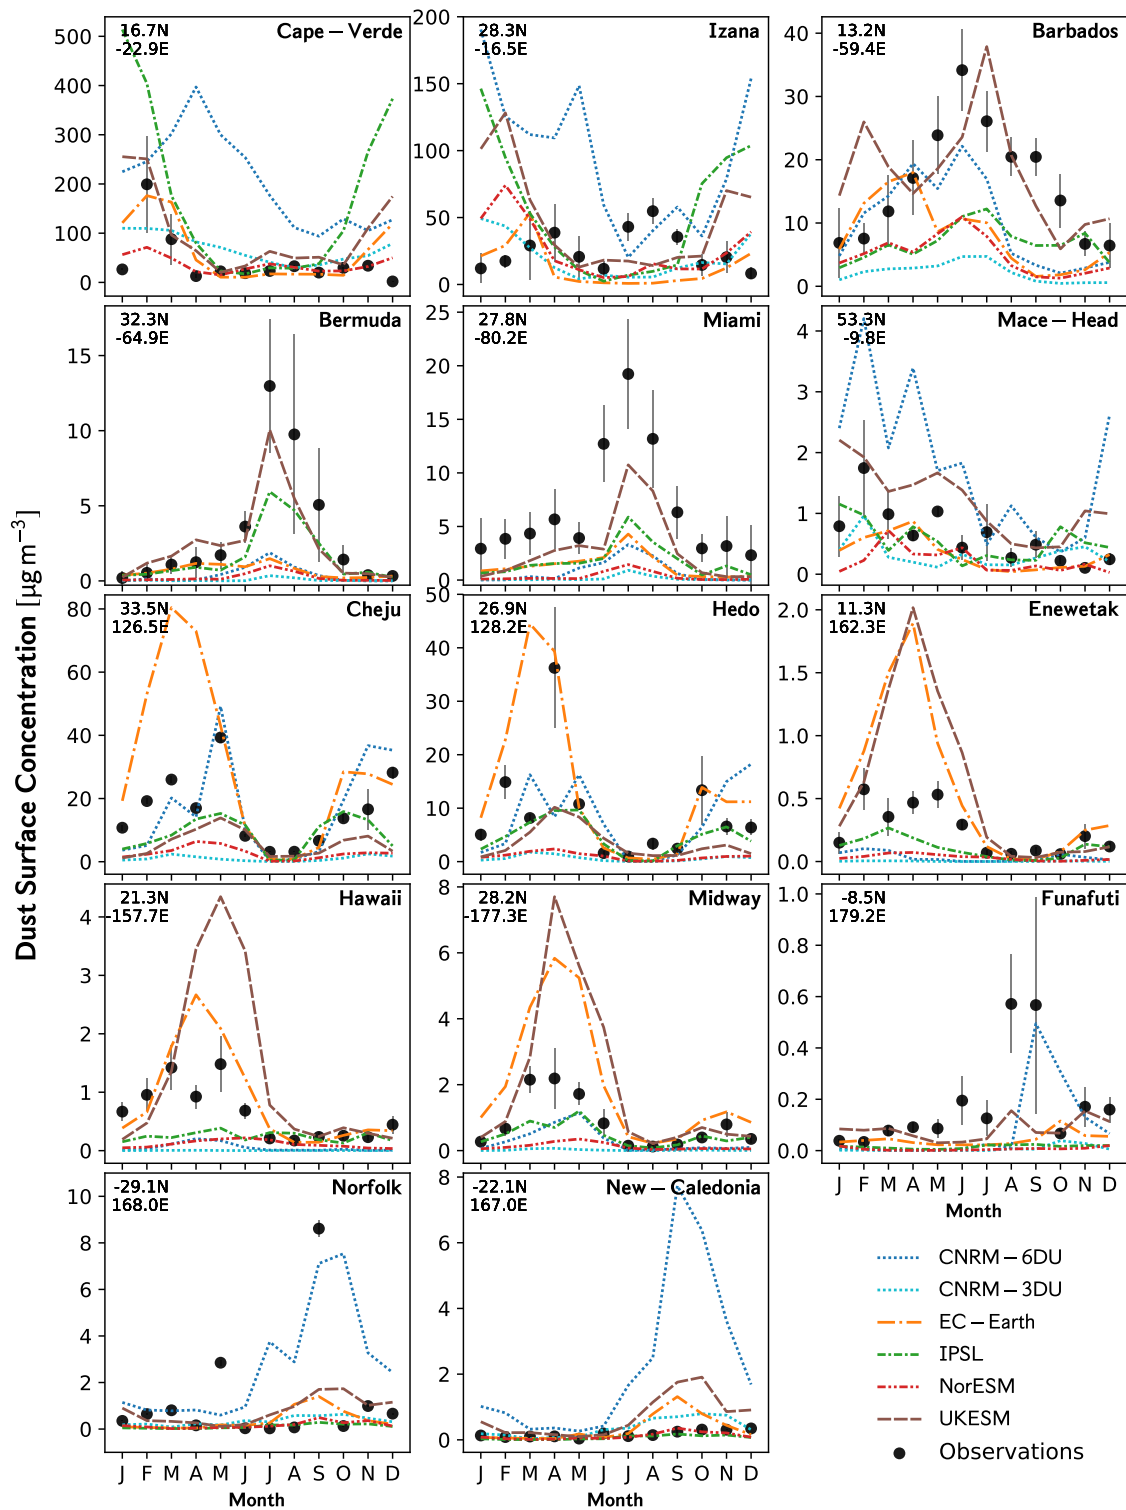 Dust Surface Concentration [µg m⁻³]
16.7N
-22.9E
Cape – Verde
500
400
300
200
100
0
28.3N
-16.5E
Izana
200
150
100
50
0
13.2N
-59.4E
Barbados
40
30
20
10
0
32.3N
-64.9E
Bermuda
15
10
5
0
27.8N
-80.2E
Miami
25
20
15
10
5
0
53.3N
-9.8E
Mace – Head
4
3
2
1
0
33.5N
126.5E
Cheju
80
60
40
20
0
26.9N
128.2E
Hedo
50
40
30
20
10
0
11.3N
162.3E
Enewetak
2.0
1.5
1.0
0.5
0.0
21.3N
-157.7E
Hawaii
4
3
2
1
0
28.2N
-177.3E
Midway
8
6
4
2
0
-8.5N
179.2E
Funafuti
1.0
0.8
0.6
0.4
0.2
0.0
J F M A M J J A S O N D
Month
-29.1N
168.0E
Norfolk
10
8
6
4
2
0
J F M A M J J A S O N D
Month
-22.1N
167.0E
New – Caledonia
8
6
4
2
0
J F M A M J J A S O N D
Month
CNRM – 6DU
CNRM – 3DU
EC – Earth
IPSL
NorESM
UKESM
Observations